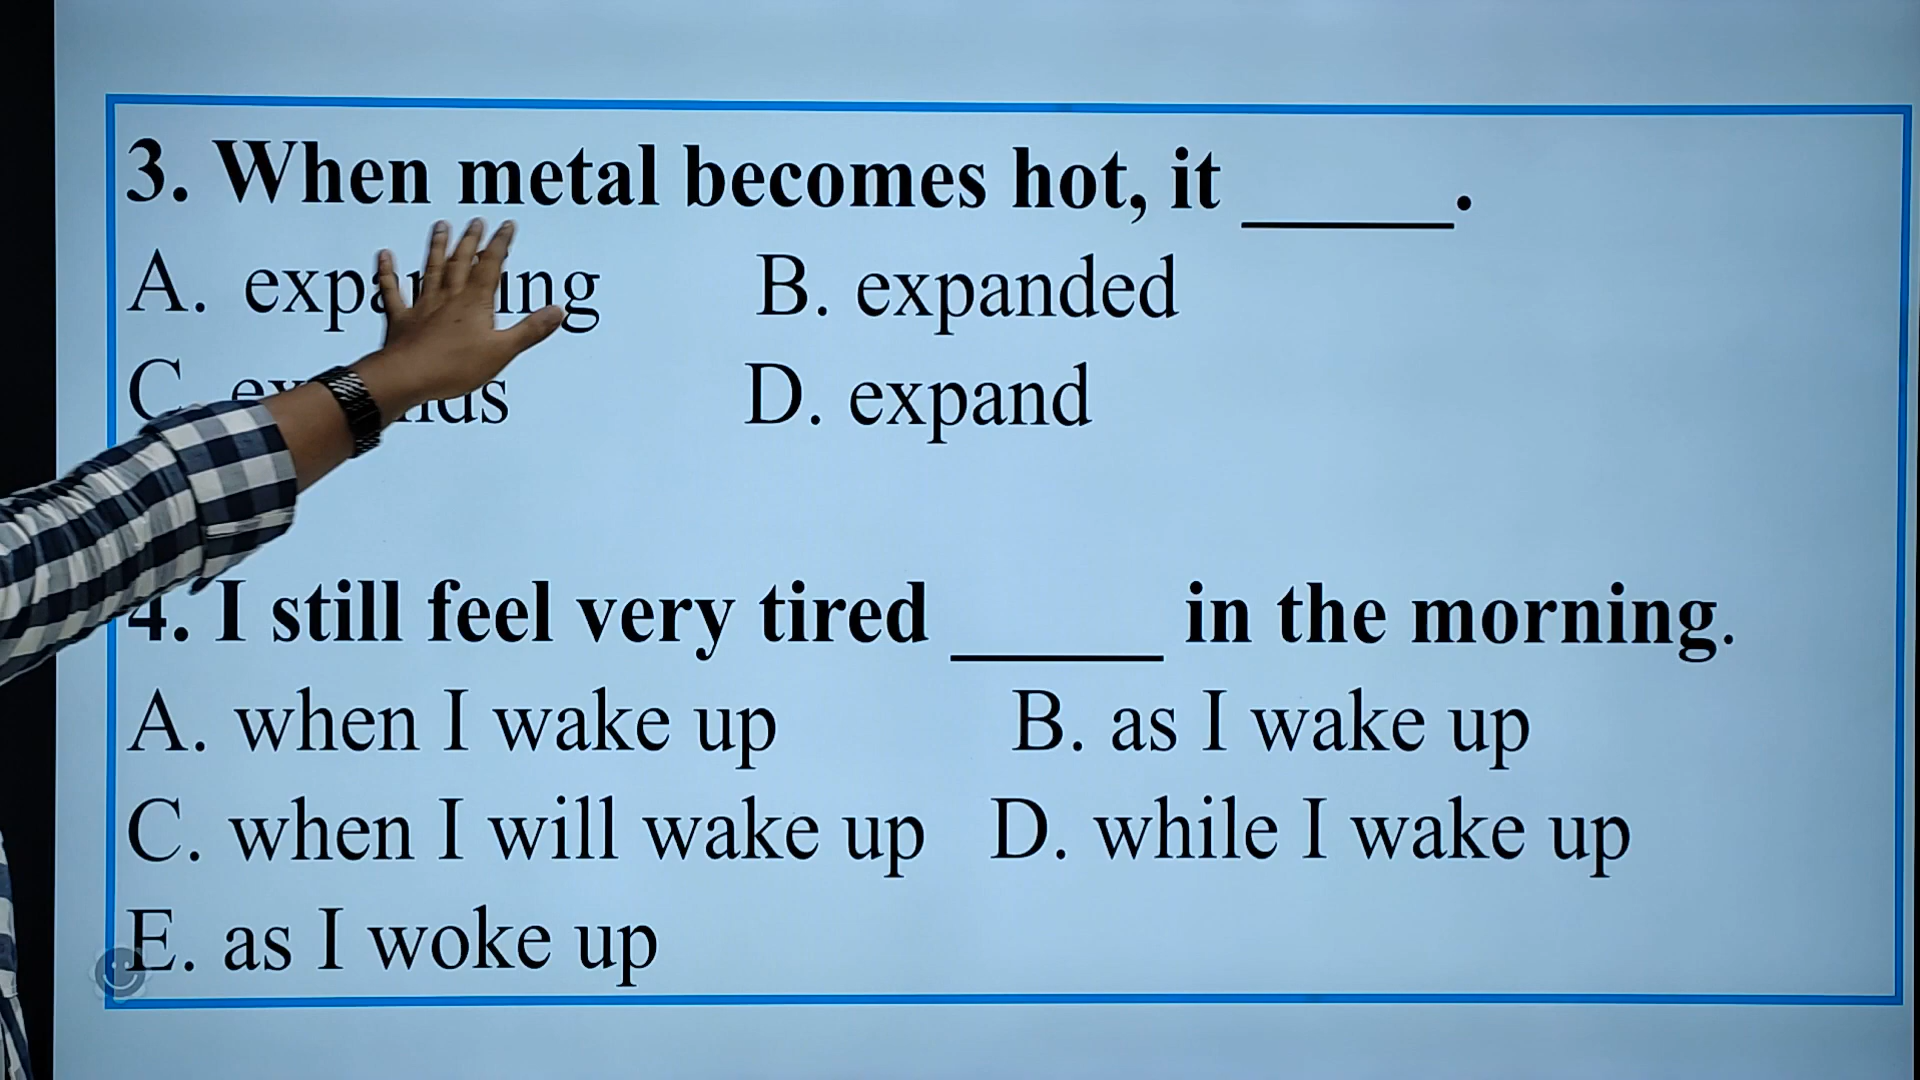 3. When metal becomes hot, it _____.
A. B. expanded
C. D. expand
4. I still feel very tired _____ in the morning.
A. when I wake up B. as I wake up
C. when I will wake up D. while I wake up
E. as I woke up